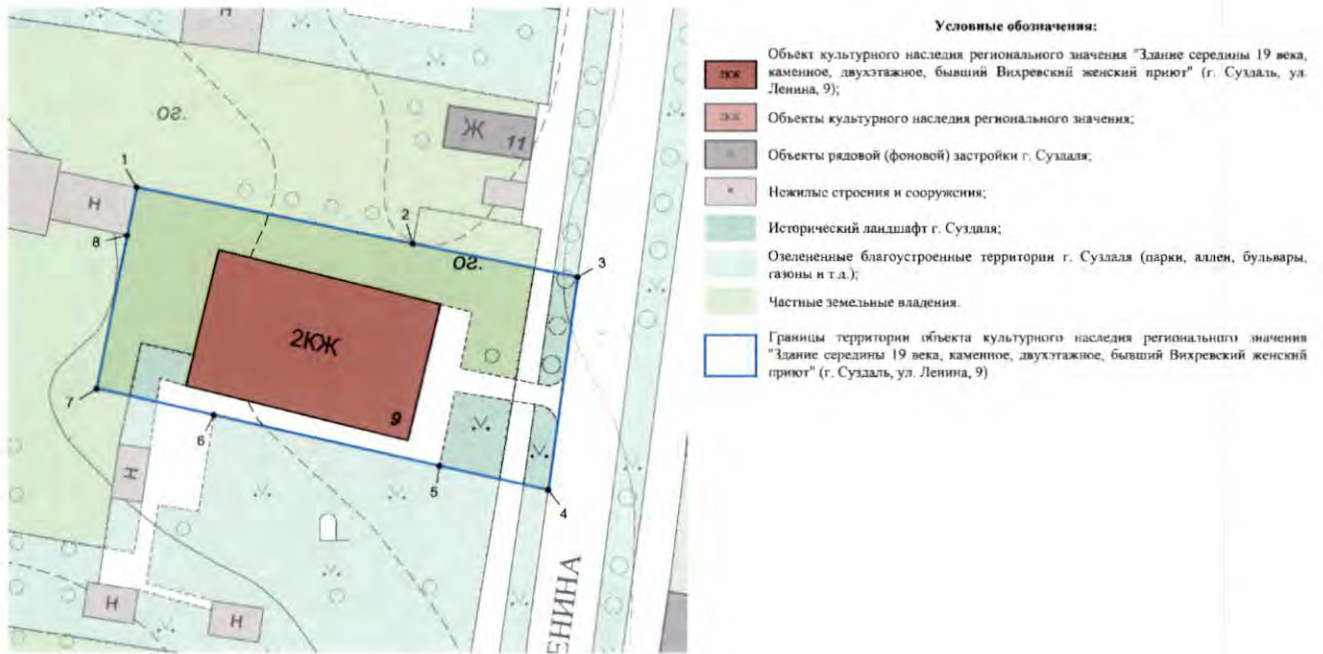 Н
ог.
Ж 11
1
Н
2
8
ог.
3
2КЖ
9
7
6
5
4
Н
Н
Н
ЕНИНА
Условные обозначения:
Объект культурного наследия регионального значения "Здание середины 19 века,
каменное, двухэтажное, бывший Вихревский женский приют" (г. Суздаль, ул.
Ленина, 9);
Объекты культурного наследия регионального значения;
Объекты рядовой (фоновой) застройки г. Суздаля;
н
Нежилые строения и сооружения;
Исторический ландшафт г. Суздаля;
Озелененные благоустроенные территории г. Суздаля (парки, аллеи, бульвары,
газоны и т.д.);
Частные земельные владения.
Границы территории объекта культурного наследия регионального значения
"Здание середины 19 века, каменное, двухэтажное, бывший Вихревский женский
приют" (г. Суздаль, ул. Ленина, 9)